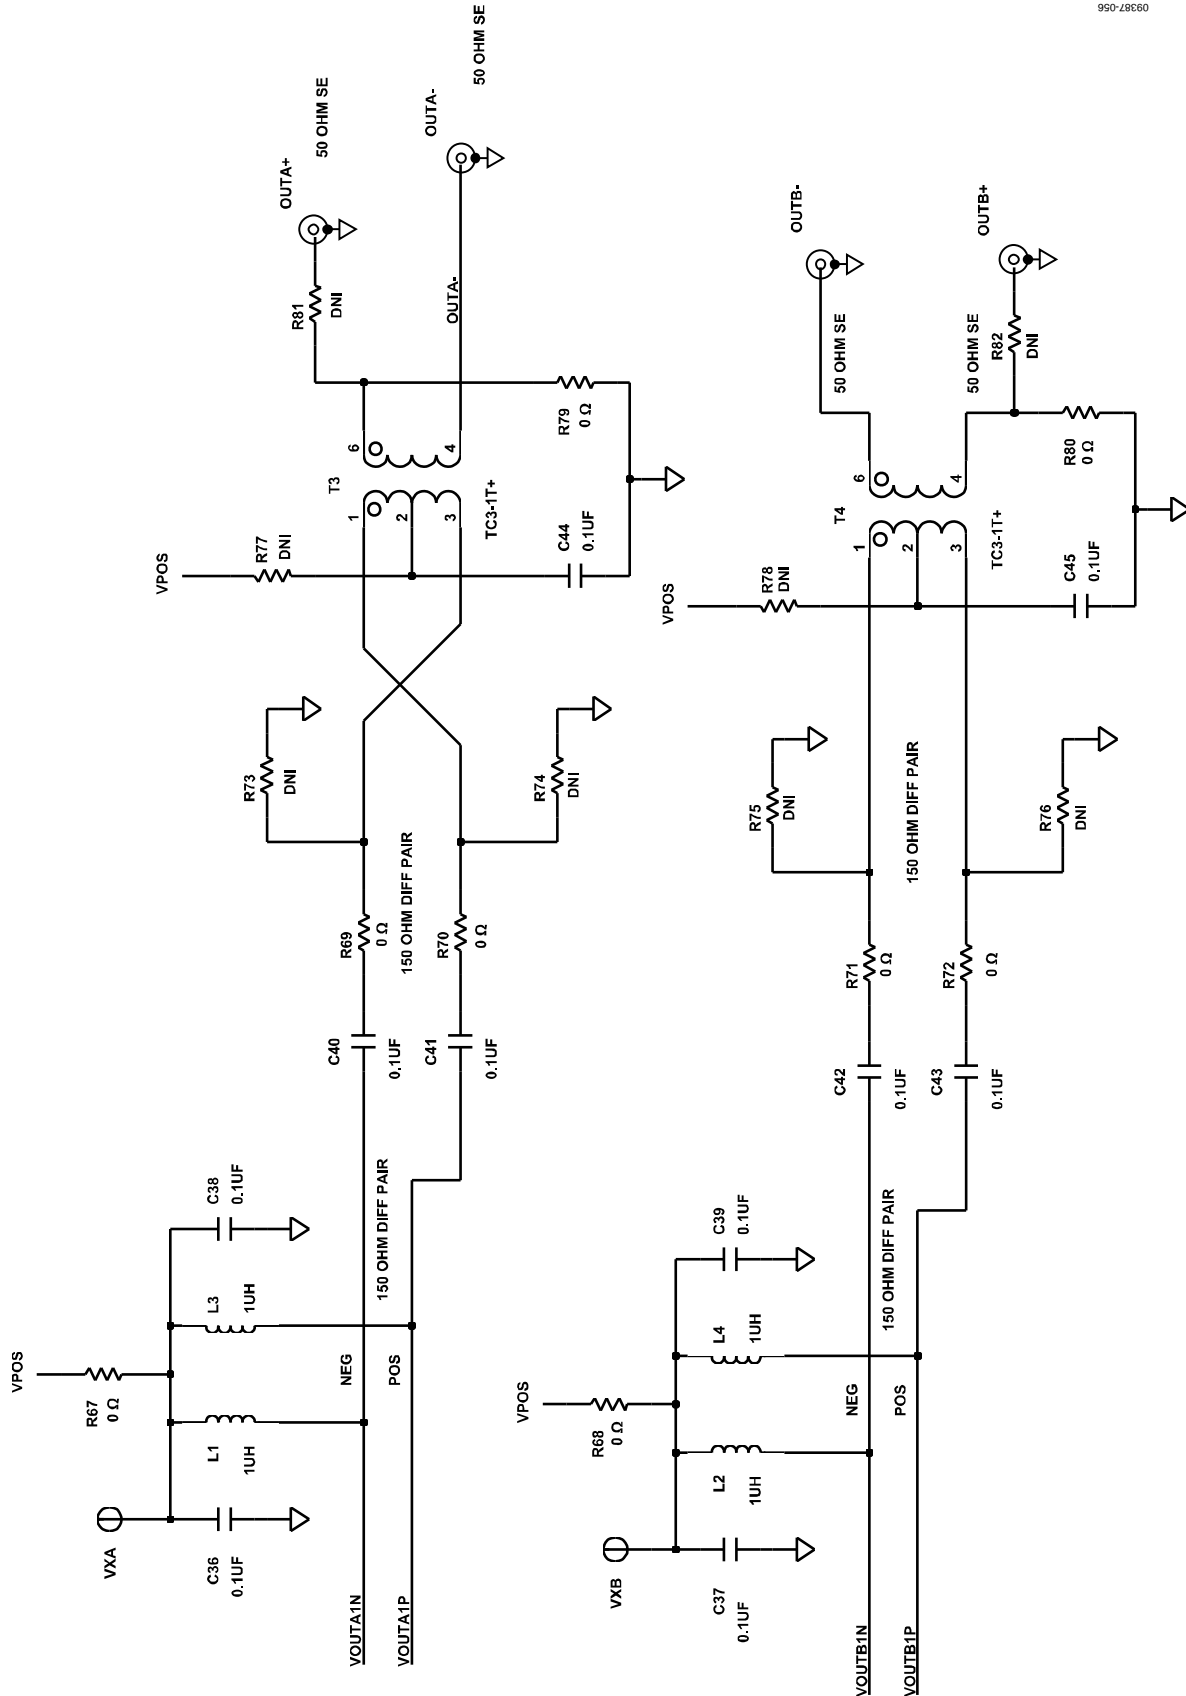 09387-056
VPOS
R67
0 Ω
VXA
C36
0.1UF
L1
1UH
L3
1UH
C38
0.1UF
VOUTA1N
VOUTA1P
NEG
POS
150 OHM DIFF PAIR
C40
0.1UF
C41
0.1UF
R69
0 Ω
R70
0 Ω
150 OHM DIFF PAIR
R73
DNI
R74
DNI
VPOS
R77
DNI
C44
0.1UF
T3
1
2
3
6
4
TC3-1T+
R79
0 Ω
R81
DNI
OUTA+
50 OHM SE
OUTA-
OUTA-
50 OHM SE
VPOS
R68
0 Ω
VXB
C37
0.1UF
L2
1UH
L4
1UH
C39
0.1UF
VOUTB1N
VOUTB1P
NEG
POS
150 OHM DIFF PAIR
C42
0.1UF
C43
0.1UF
R71
0 Ω
R72
0 Ω
150 OHM DIFF PAIR
R75
DNI
R76
DNI
VPOS
R78
DNI
C45
0.1UF
T4
1
2
3
6
4
TC3-1T+
R80
0 Ω
R82
DNI
50 OHM SE
OUTB-
50 OHM SE
OUTB+